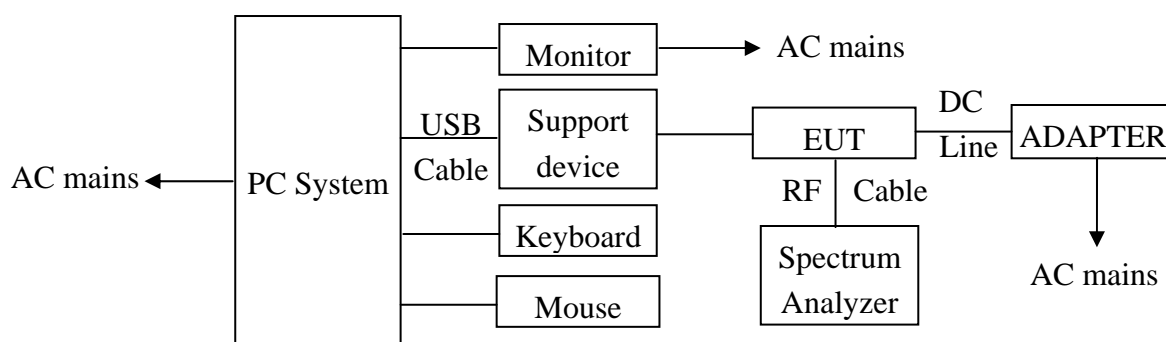 AC mains
PC System
USB
Cable
Monitor
AC mains
Support
device
Keyboard
Mouse
EUT
RF Cable
Spectrum
Analyzer
DC
Line
ADAPTER
AC mains